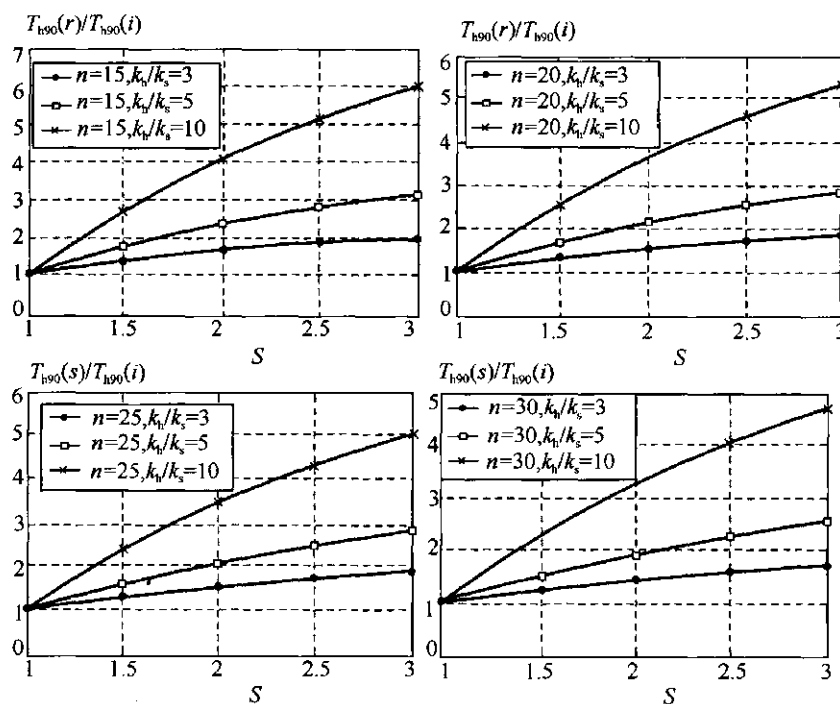 T_h90(r)/T_h90(i)
7
6
5
4
3
2
1
0
n=15,k_h/k_s=3
n=15,k_h/k_s=5
n=15,k_h/k_s=10
1 1.5 2 2.5 3
S
T_h90(r)/T_h90(i)
6
5
4
3
2
1
0
n=20,k_h/k_s=3
n=20,k_h/k_s=5
n=20,k_h/k_s=10
1 1.5 2 2.5 3
S
T_h90(s)/T_h90(i)
6
5
4
3
2
1
0
n=25,k_h/k_s=3
n=25,k_h/k_s=5
n=25,k_h/k_s=10
1 1.5 2 2.5 3
S
T_h90(s)/T_h90(i)
5
4
3
2
1
0
n=30,k_h/k_s=3
n=30,k_h/k_s=5
n=30,k_h/k_s=10
1 1.5 2 2.5 3
S